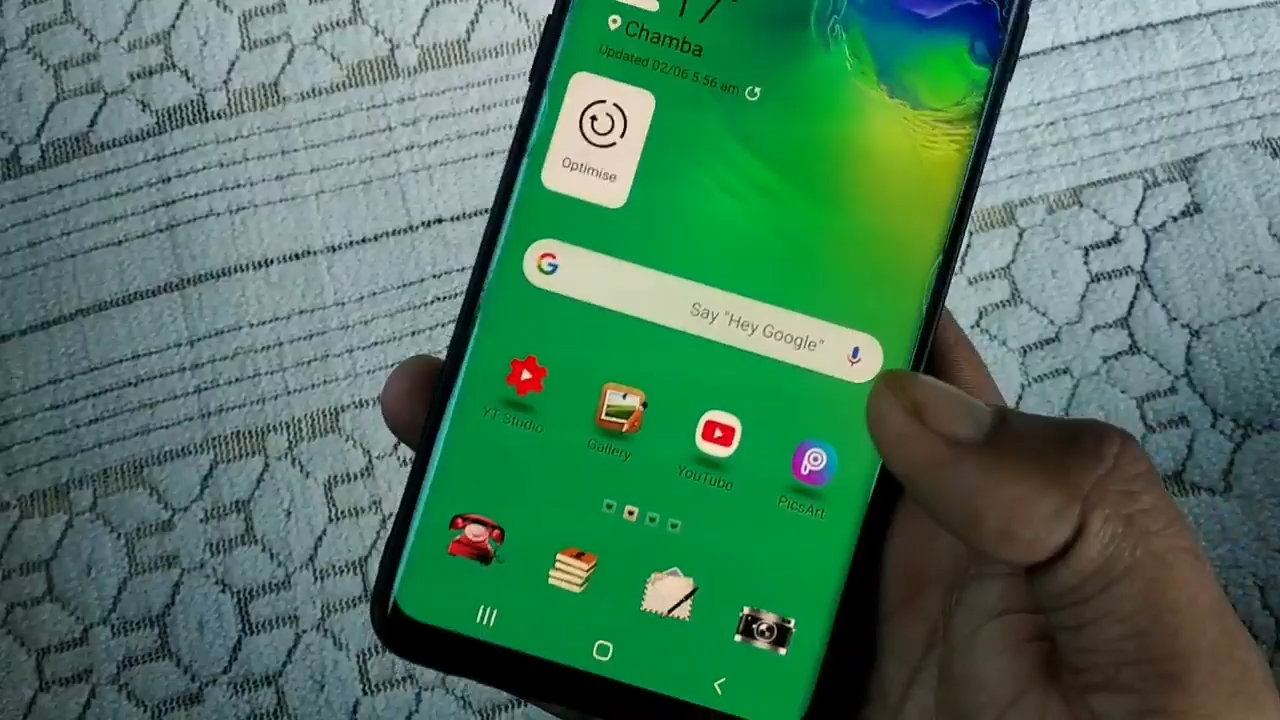 Chamba
Updated 02/06 5:56 am
Optimise
Say "Hey Google"
YT Studio
Gallery
YouTube
PicsArt